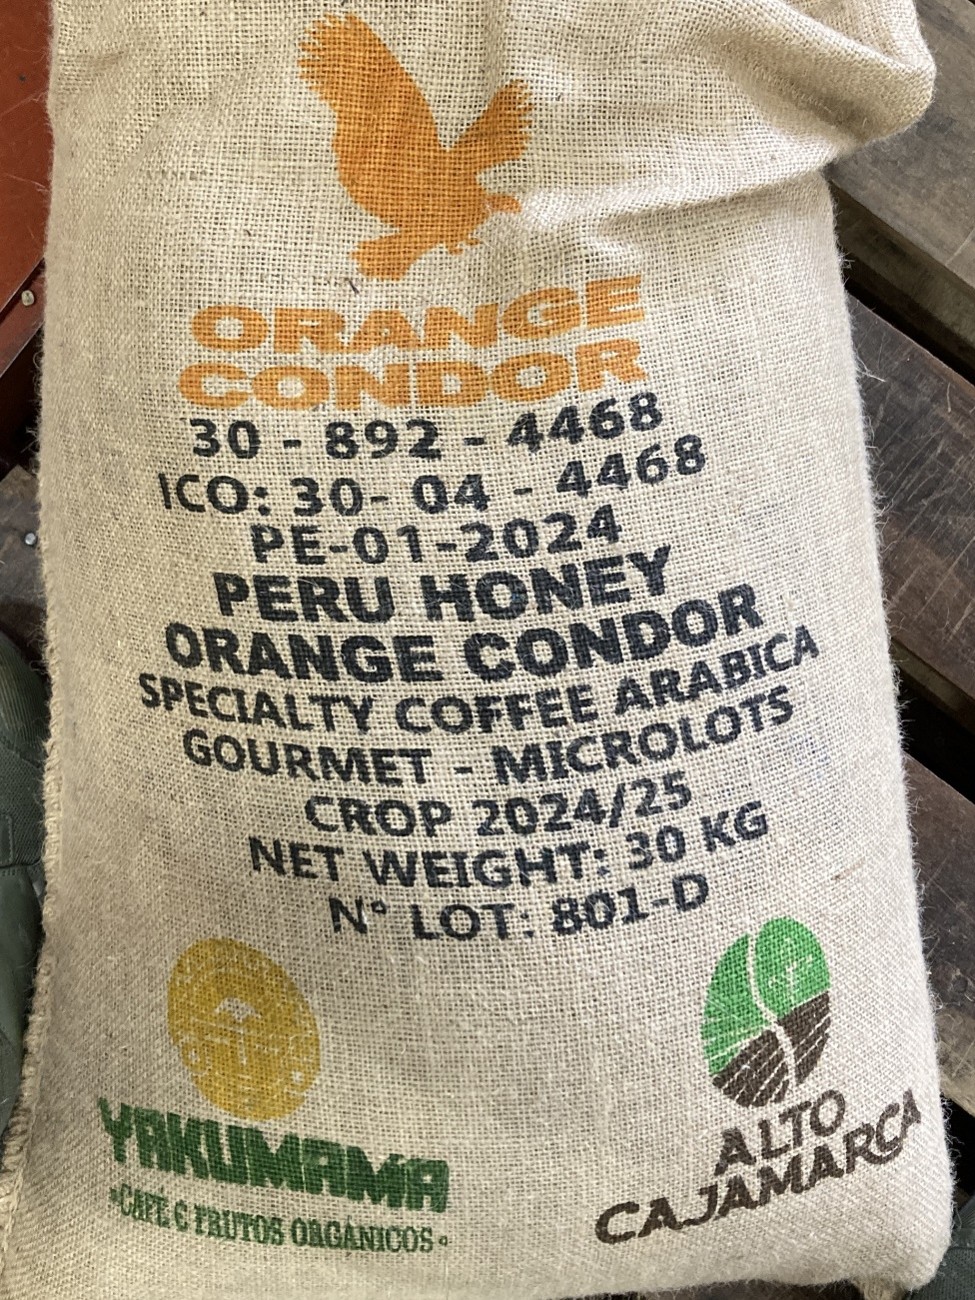 ORANGE
CONDOR
30 - 892 - 4468
ICO: 30- 04 - 4468
PE-01-2024
PERU HONEY
ORANGE CONDOR
SPECIALTY COFFEE ARABICA
GOURMET - MICROLOTS
CROP 2024/25
NET WEIGHT: 30 KG
N° LOT: 801-D
YAKUMAMA
•CAFÉ & FRUTOS ORGÁNICOS•
ALTO
CAJAMARCA